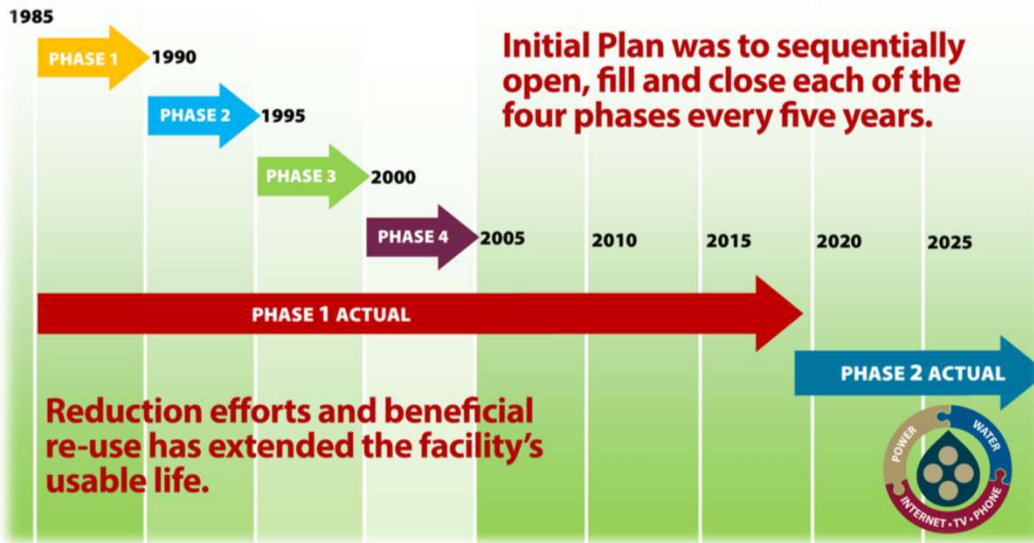 1985
PHASE 1
1990
Initial Plan was to sequentially
open, fill and close each of the
four phases every five years.
PHASE 2
1995
PHASE 3
2000
PHASE 4
2005
2010
2015
2020
2025
PHASE 1 ACTUAL
PHASE 2 ACTUAL
Reduction efforts and beneficial
re-use has extended the facility's
usable life.
POWER
WATER
INTERNET • TV • PHONE